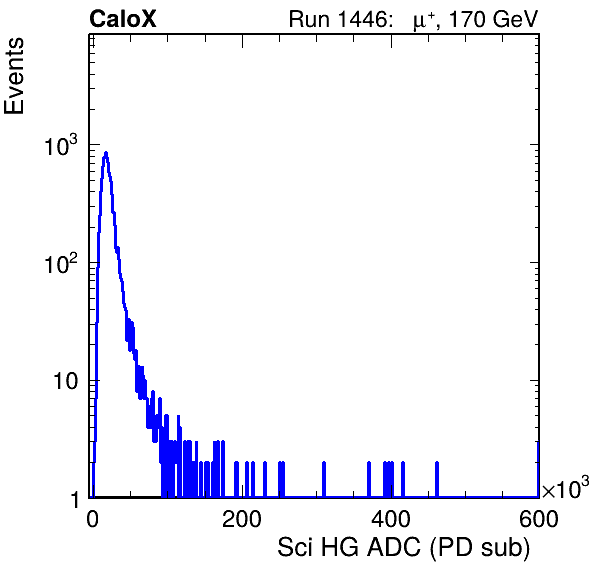 CaloX Run 1446: μ⁺, 170 GeV
Events
10³
10²
10
1
0 200 400 600
×10³
Sci HG ADC (PD sub)